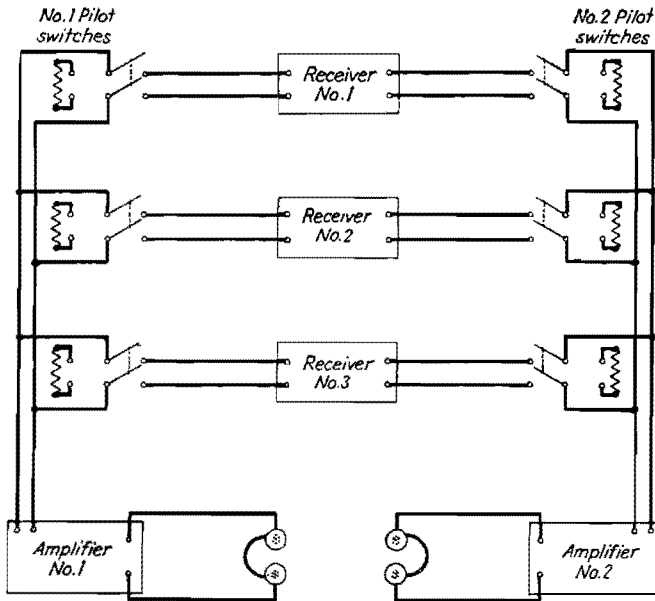 No.1 Pilot
switches
No.2 Pilot
switches
Receiver
No.1
Receiver
No.2
Receiver
No.3
Amplifier
No.1
Amplifier
No.2